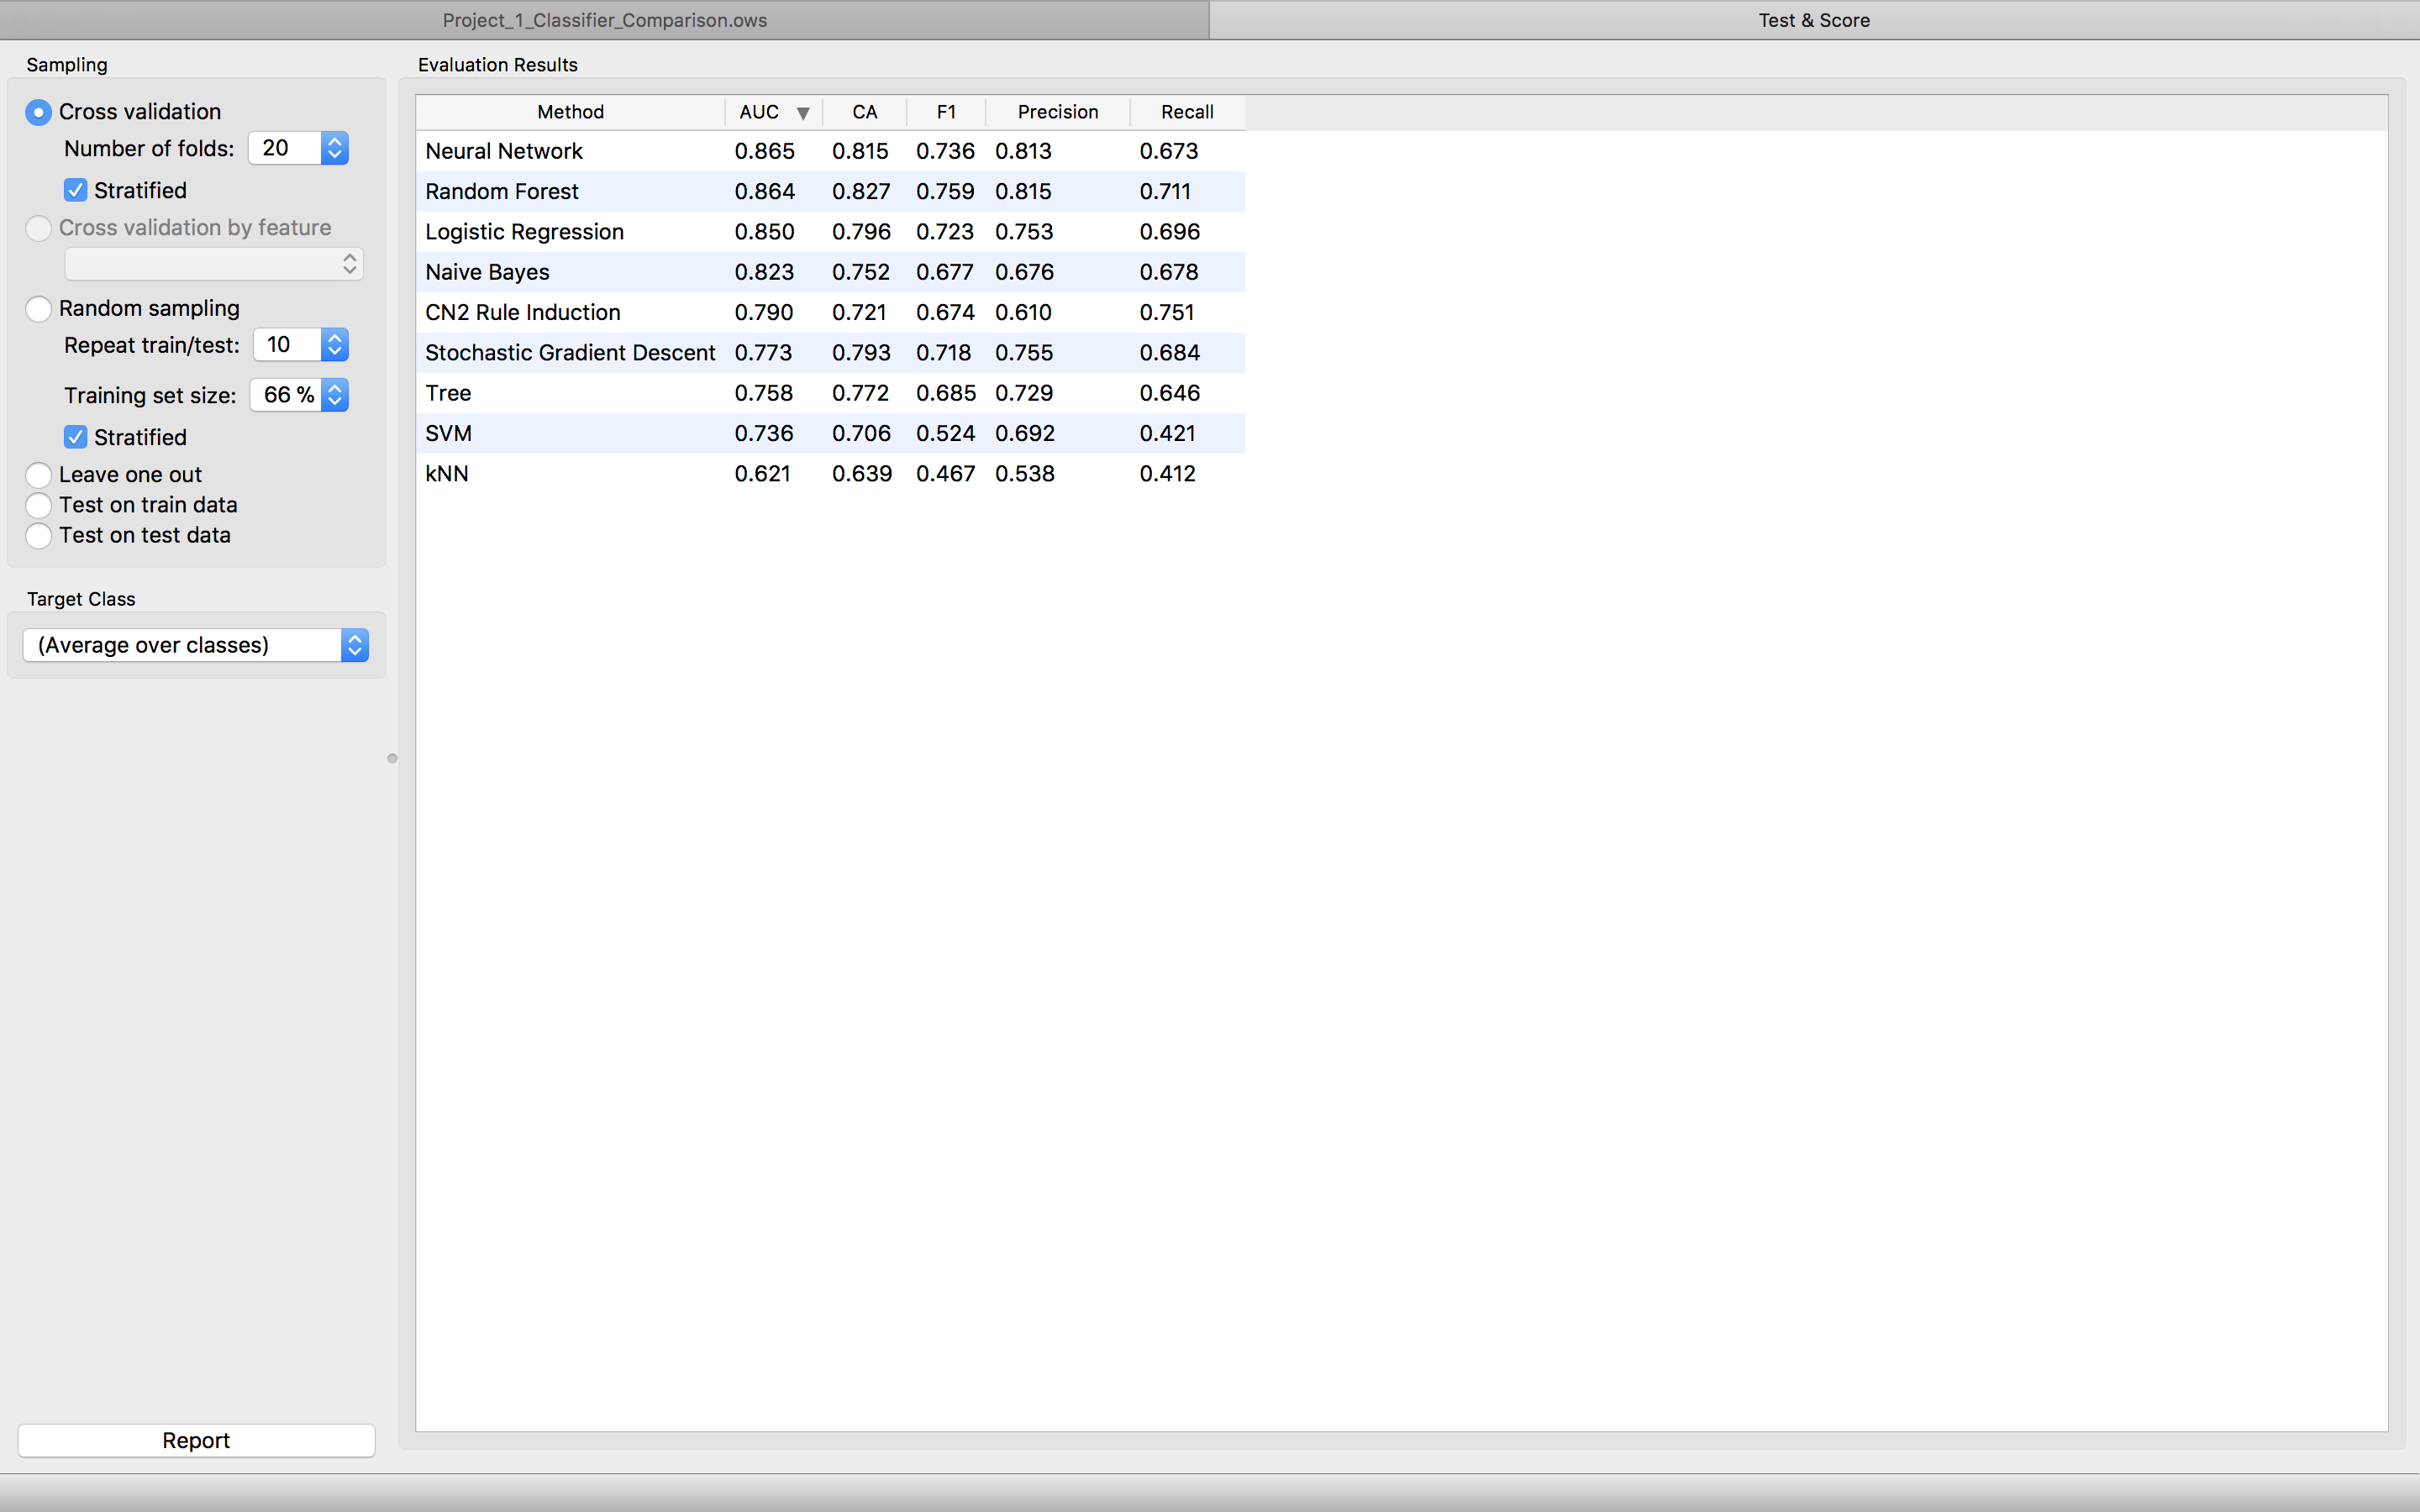 Project_1_Classifier_Comparison.ows
Test & Score
Sampling
Cross validation
Number of folds: 20
Stratified
Cross validation by feature
Random sampling
Repeat train/test: 10
Training set size: 66 %
Stratified
Leave one out
Test on train data
Test on test data
Target Class
(Average over classes)
Report
Evaluation Results
Method AUC CA F1 Precision Recall
Neural Network 0.865 0.815 0.736 0.813 0.673
Random Forest 0.864 0.827 0.759 0.815 0.711
Logistic Regression 0.850 0.796 0.723 0.753 0.696
Naive Bayes 0.823 0.752 0.677 0.676 0.678
CN2 Rule Induction 0.790 0.721 0.674 0.610 0.751
Stochastic Gradient Descent 0.773 0.793 0.718 0.755 0.684
Tree 0.758 0.772 0.685 0.729 0.646
SVM 0.736 0.706 0.524 0.692 0.421
kNN 0.621 0.639 0.467 0.538 0.412